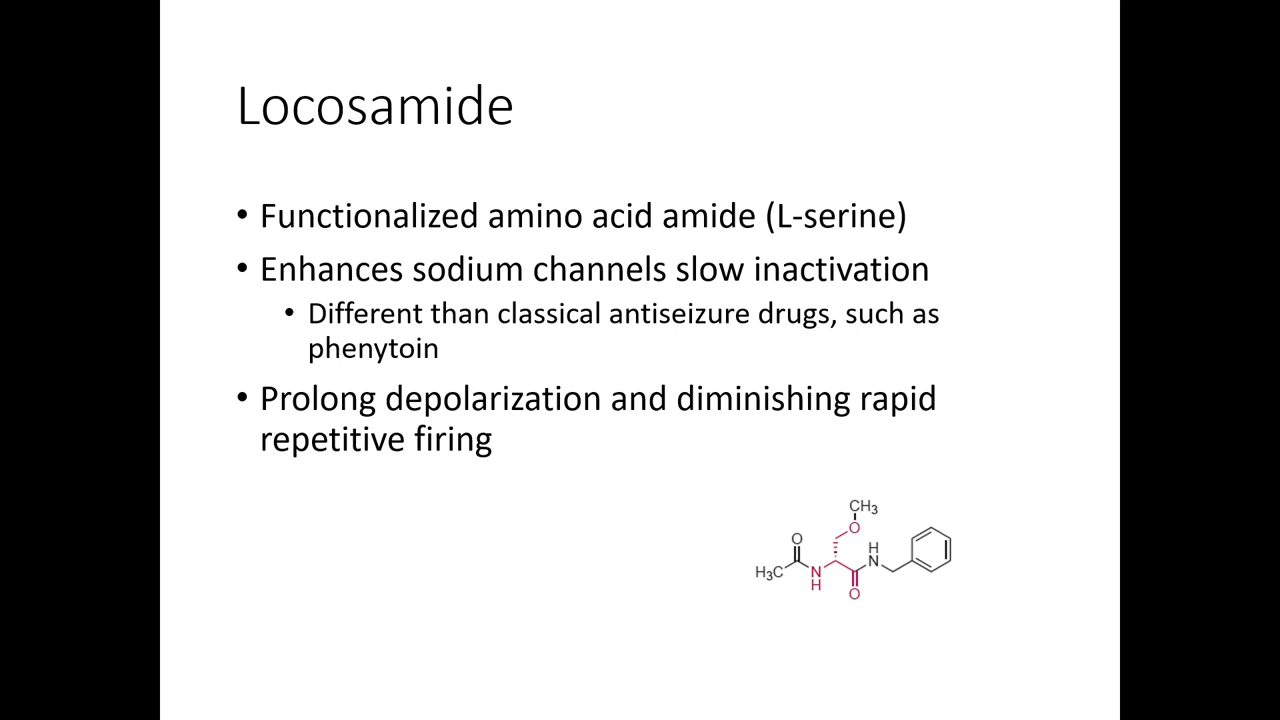 Locosamide
• Functionalized amino acid amide (L-serine)
• Enhances sodium channels slow inactivation
• Different than classical antiseizure drugs, such as
phenytoin
• Prolong depolarization and diminishing rapid
repetitive firing
CH₃
O
O
H
N
H₃C
N
H
O